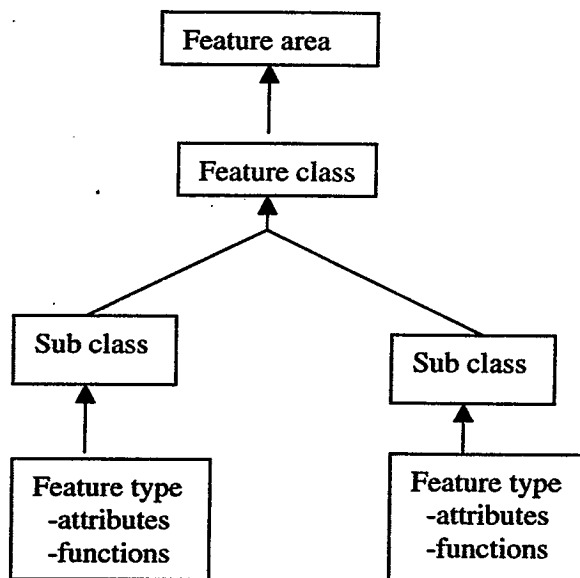 Feature area
Feature class
Sub class
Sub class
Feature type
-attributes
-functions
Feature type
-attributes
-functions